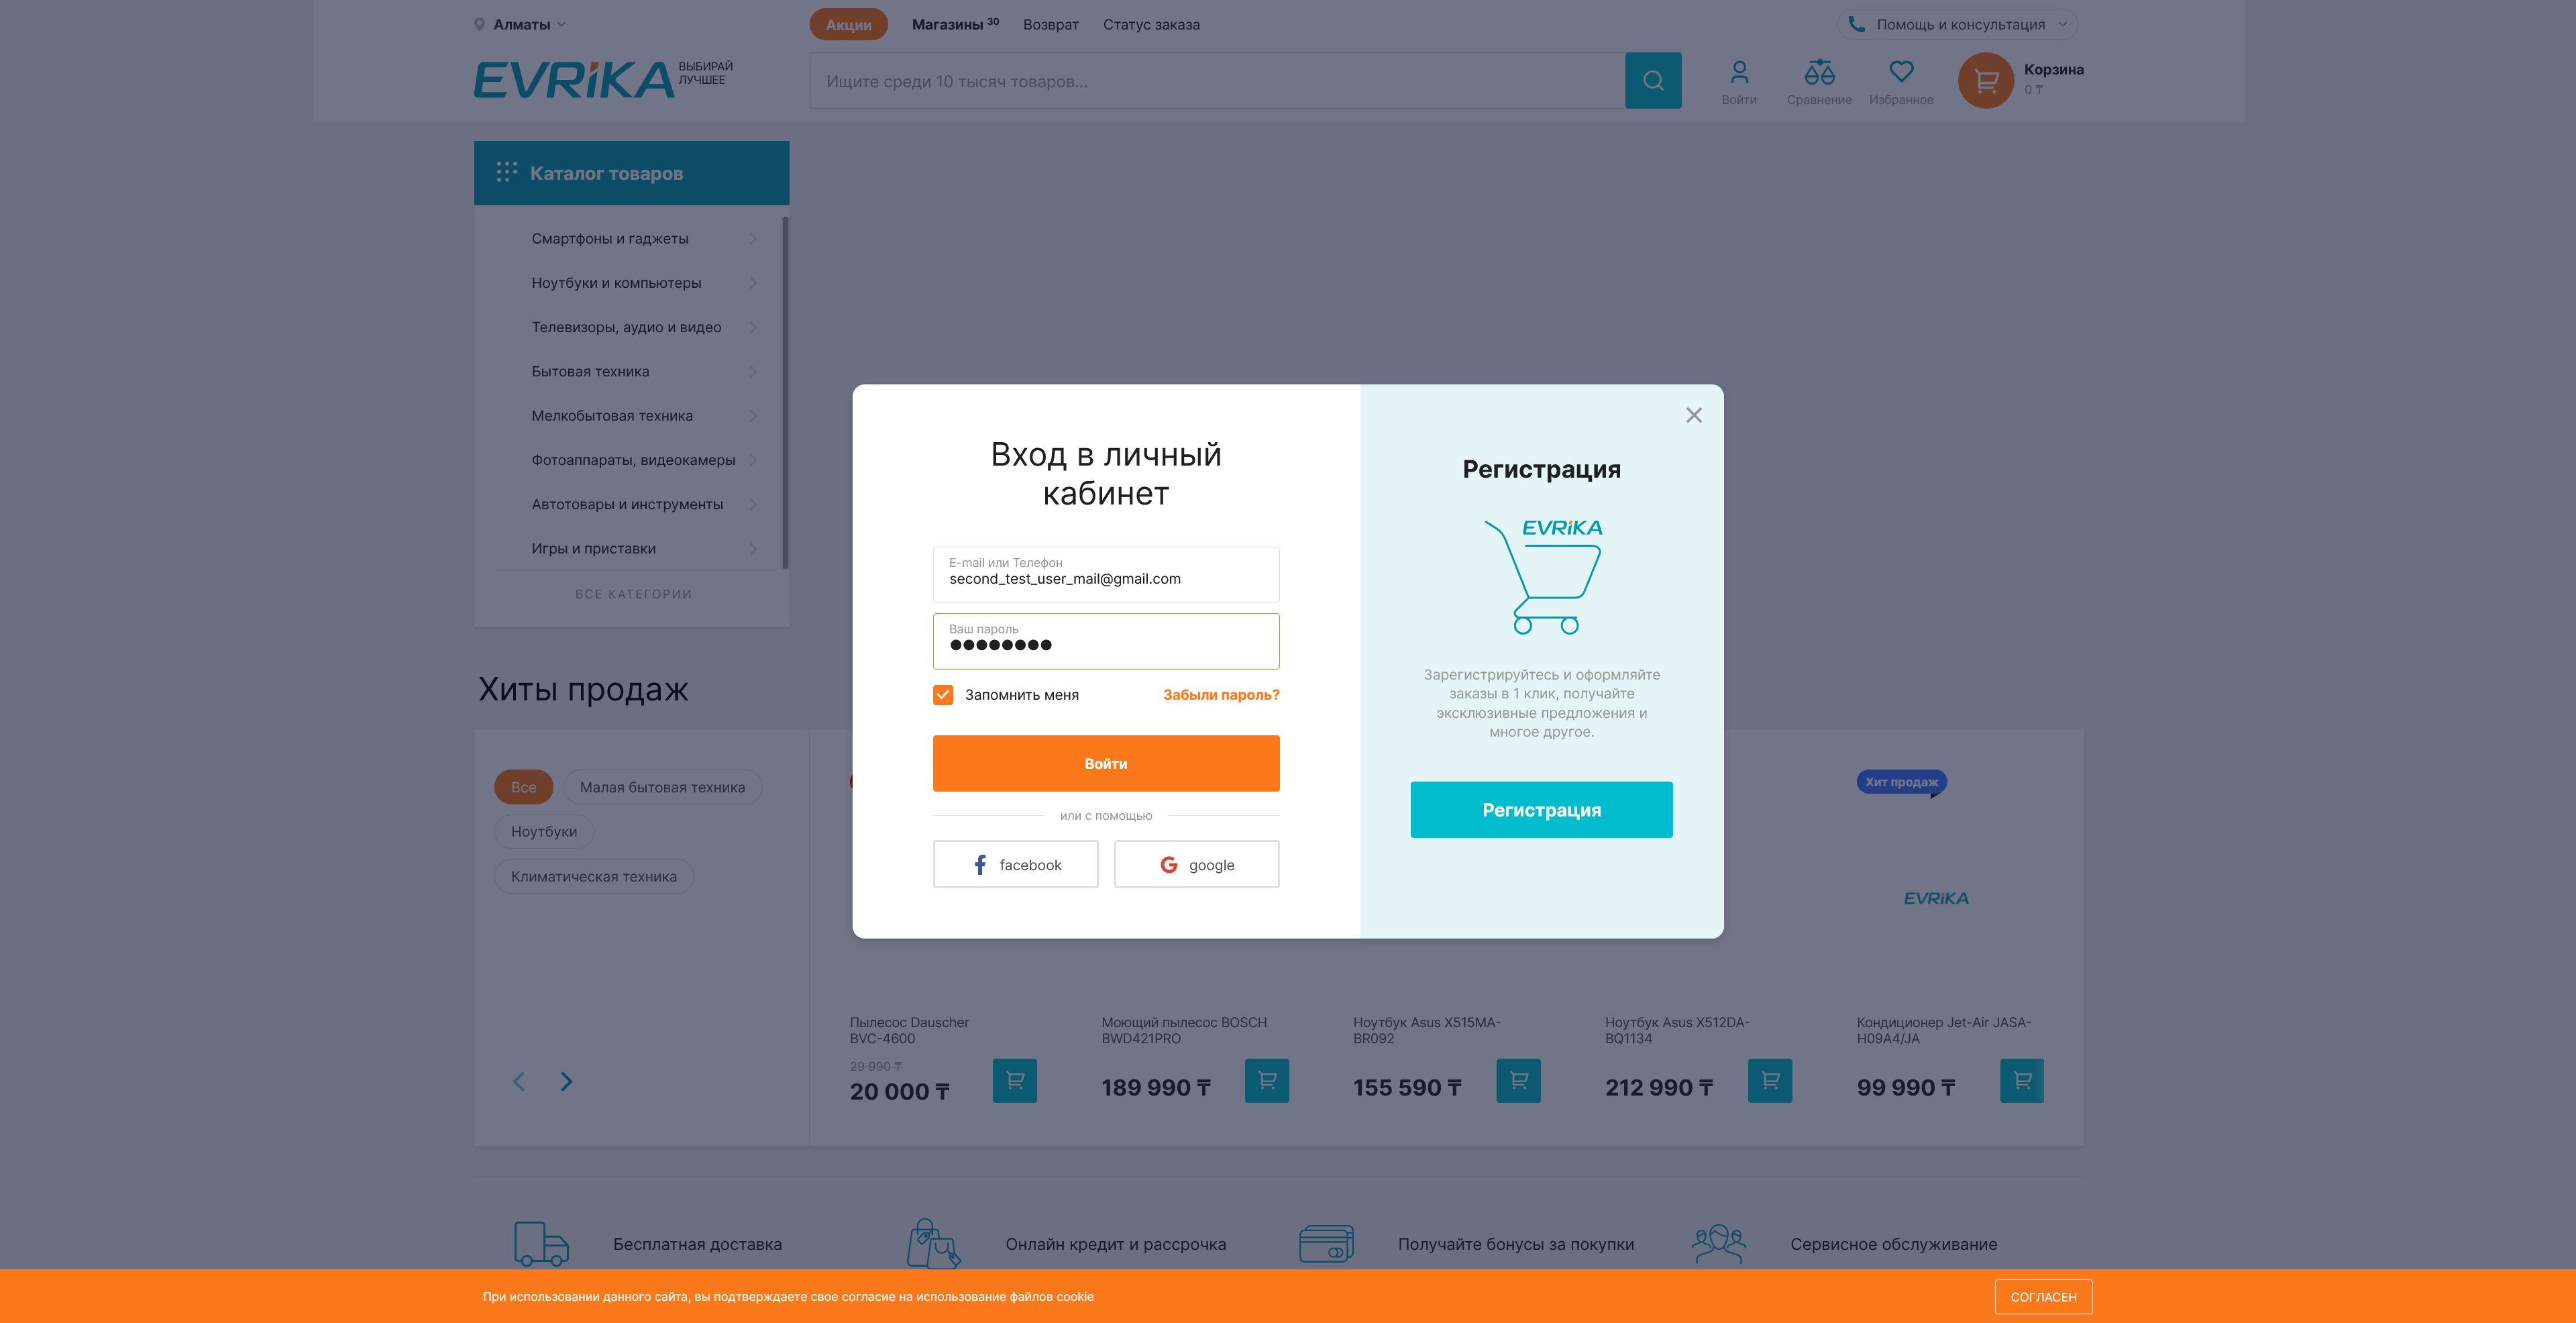 Алматы
Акции
Магазины 30
Возврат
Статус заказа
Помощь и консультация
EVRiKA
ВЫБИРАЙ
ЛУЧШЕЕ
Ищите среди 10 тысяч товаров...
Войти
Сравнение
Избранное
Корзина
0 ₸
Каталог товаров
Смартфоны и гаджеты
Ноутбуки и компьютеры
Телевизоры, аудио и видео
Бытовая техника
Мелкобытовая техника
Фотоаппараты, видеокамеры
Автотовары и инструменты
Игры и приставки
ВСЕ КАТЕГОРИИ
Вход в личный
кабинет
E-mail или Телефон
second_test_user_mail@gmail.com
Ваш пароль
Запомнить меня
Забыли пароль?
Войти
или с помощью
facebook
google
Регистрация
EVRiKA
Зарегистрируйтесь и оформляйте
заказы в 1 клик, получайте
эксклюзивные предложения и
многое другое.
Регистрация
Хиты продаж
Все
Малая бытовая техника
Ноутбуки
Климатическая техника
Хит продаж
EVRiKA
Пылесос Dauscher
BVC-4600
29 990 ₸
20 000 ₸
Моющий пылесос BOSCH
BWD421PRO
189 990 ₸
Ноутбук Asus X515MA-
BR092
155 590 ₸
Ноутбук Asus X512DA-
BQ1134
212 990 ₸
Кондиционер Jet-Air JASA-
H09A4/JA
99 990 ₸
Бесплатная доставка
Онлайн кредит и рассрочка
Получайте бонусы за покупки
Сервисное обслуживание
При использовании данного сайта, вы подтверждаете свое согласие на использование файлов cookie
СОГЛАСЕН